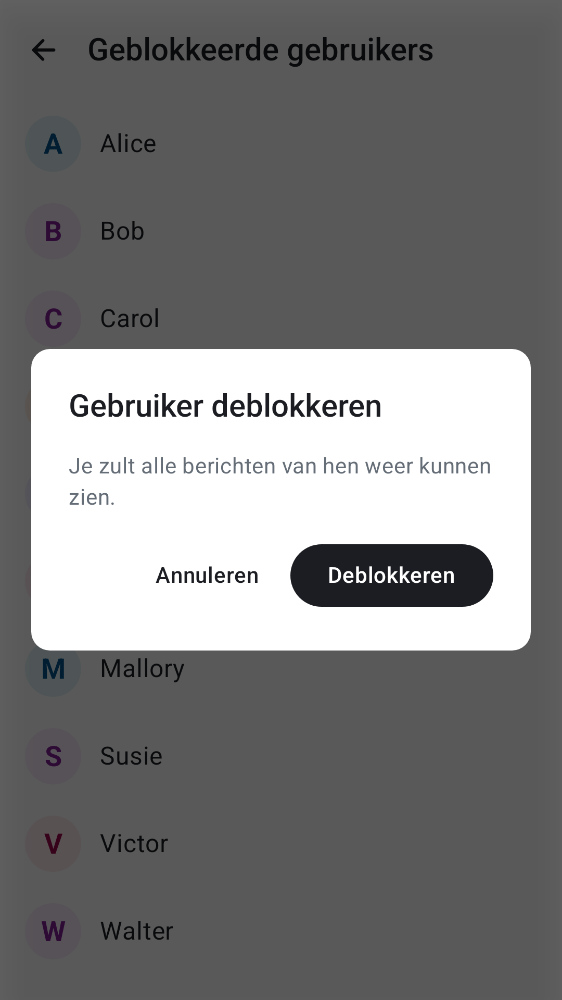 Geblokkeerde gebruikers
A Alice
B Bob
C Carol
Gebruiker deblokkeren
Je zult alle berichten van hen weer kunnen
zien.
Annuleren Deblokkeren
M Mallory
S Susie
V Victor
W Walter